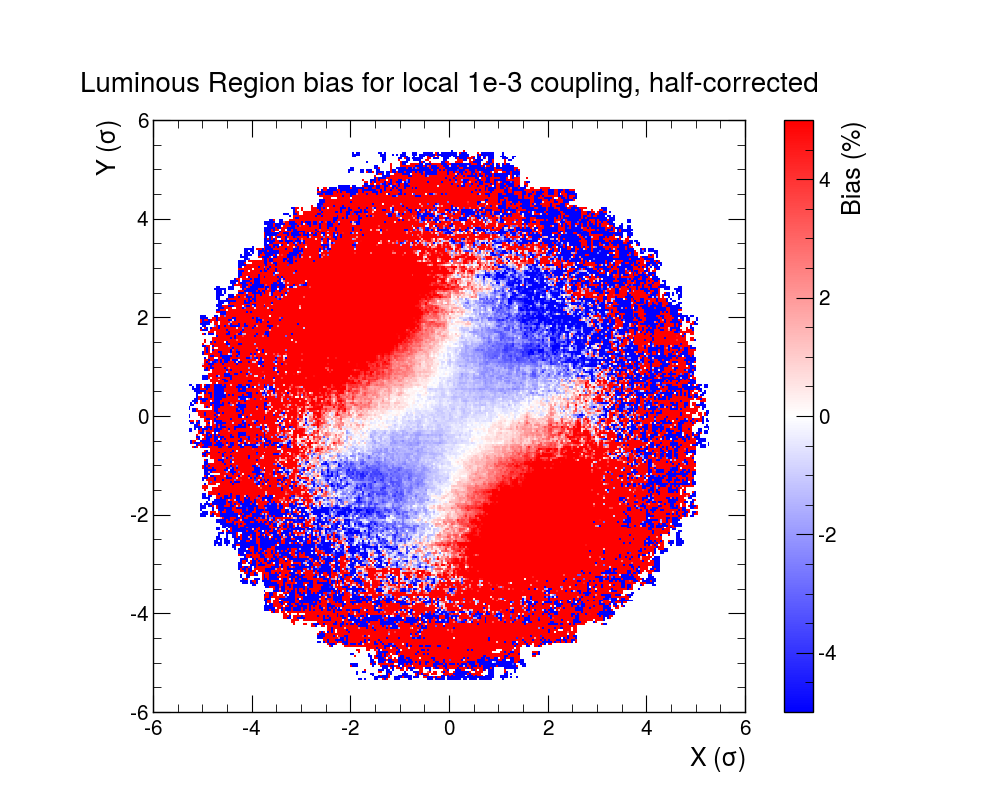 Luminous Region bias for local 1e-3 coupling, half-corrected
Y (σ)
6
4
2
0
-2
-4
-6
-6 -4 -2 0 2 4 6
X (σ)
Bias (%)
4
2
0
-2
-4